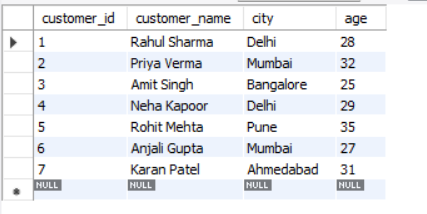 customer_id customer_name city age
1 Rahul Sharma Delhi 28
2 Priya Verma Mumbai 32
3 Amit Singh Bangalore 25
4 Neha Kapoor Delhi 29
5 Rohit Mehta Pune 35
6 Anjali Gupta Mumbai 27
7 Karan Patel Ahmedabad 31
NULL NULL NULL NULL